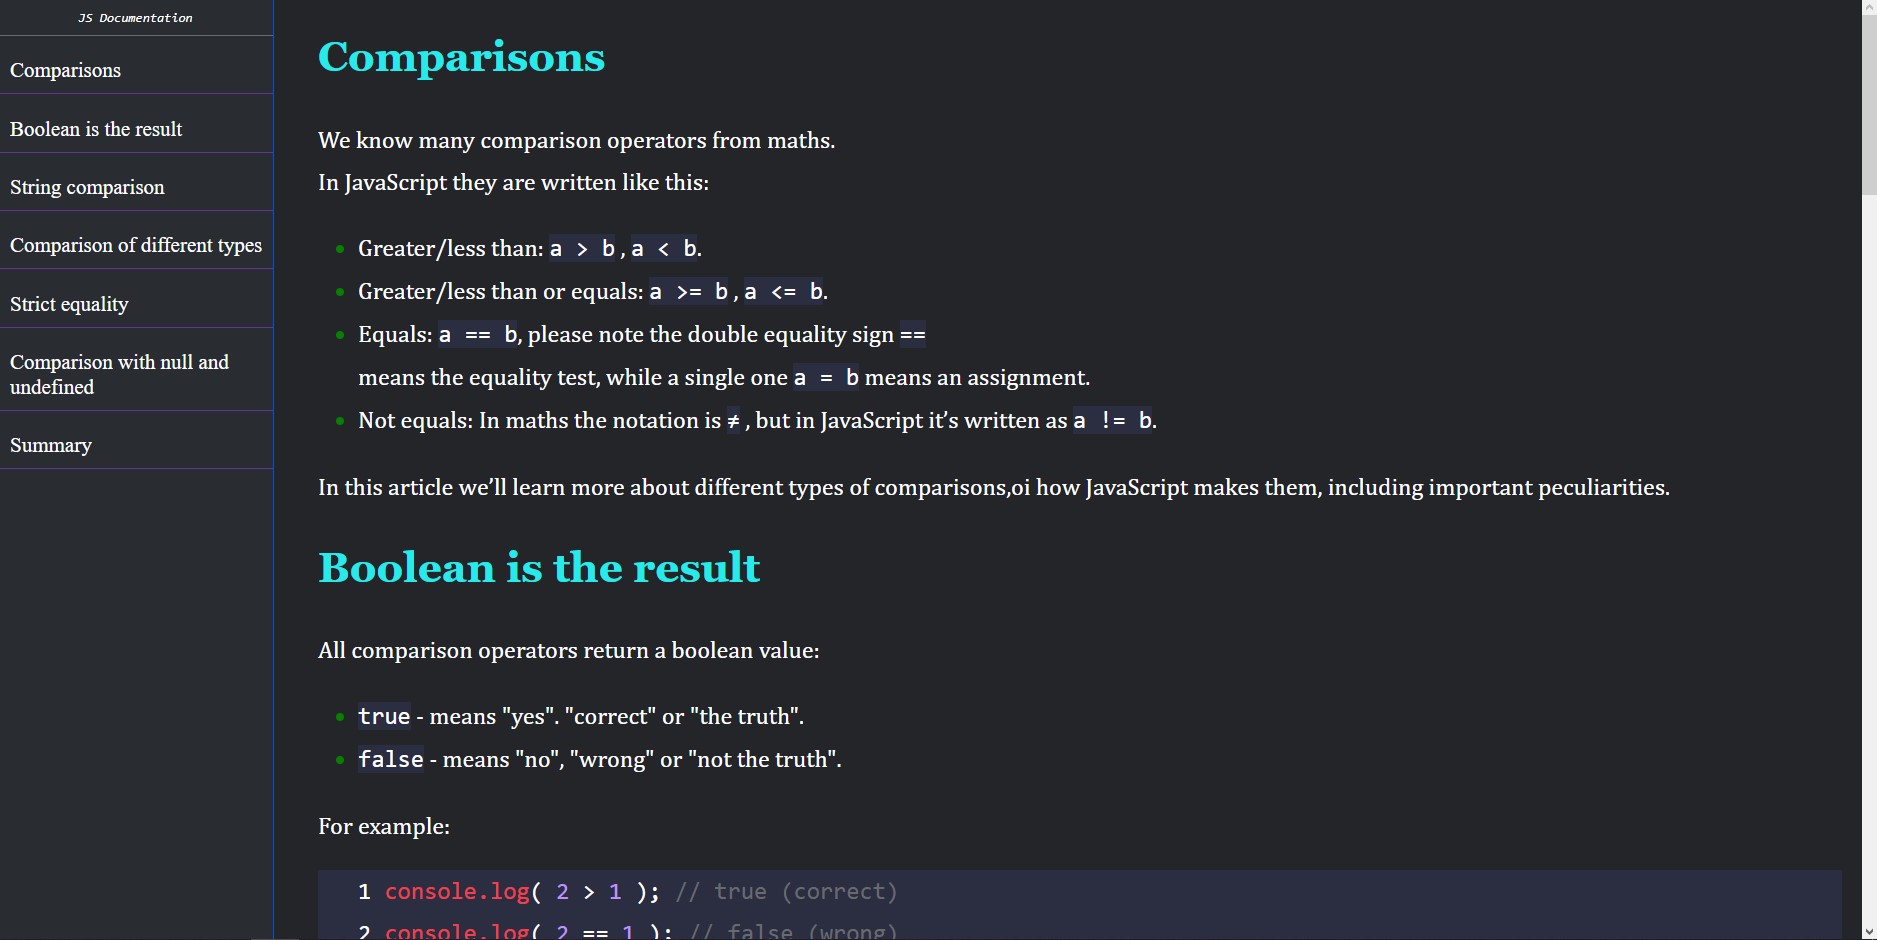 JS Documentation
Comparisons
Boolean is the result
String comparison
Comparison of different types
Strict equality
Comparison with null and
undefined
Summary
Comparisons
We know many comparison operators from maths.
In JavaScript they are written like this:
Greater/less than: a > b , a < b.
Greater/less than or equals: a >= b , a <= b.
Equals: a == b, please note the double equality sign ==
means the equality test, while a single one a = b means an assignment.
Not equals: In maths the notation is ≠ , but in JavaScript it’s written as a != b.
In this article we’ll learn more about different types of comparisons,oi how JavaScript makes them, including important peculiarities.
Boolean is the result
All comparison operators return a boolean value:
true - means "yes". "correct" or "the truth".
false - means "no", "wrong" or "not the truth".
For example:
1 console.log( 2 > 1 ); // true (correct)
2 console.log( 2 == 1 ); // false (wrong)